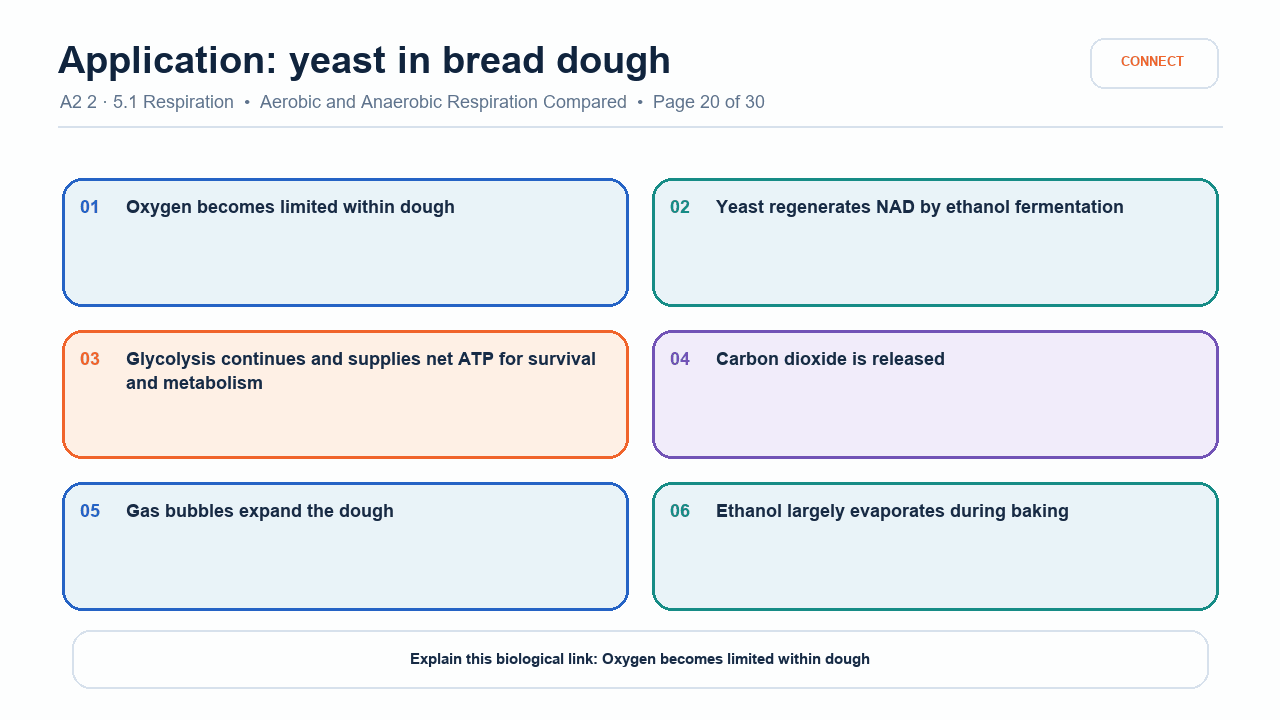 Application: yeast in bread dough
CONNECT
A2 2 · 5.1 Respiration • Aerobic and Anaerobic Respiration Compared • Page 20 of 30
01 Oxygen becomes limited within dough
02 Yeast regenerates NAD by ethanol fermentation
03 Glycolysis continues and supplies net ATP for survival
and metabolism
04 Carbon dioxide is released
05 Gas bubbles expand the dough
06 Ethanol largely evaporates during baking
Explain this biological link: Oxygen becomes limited within dough